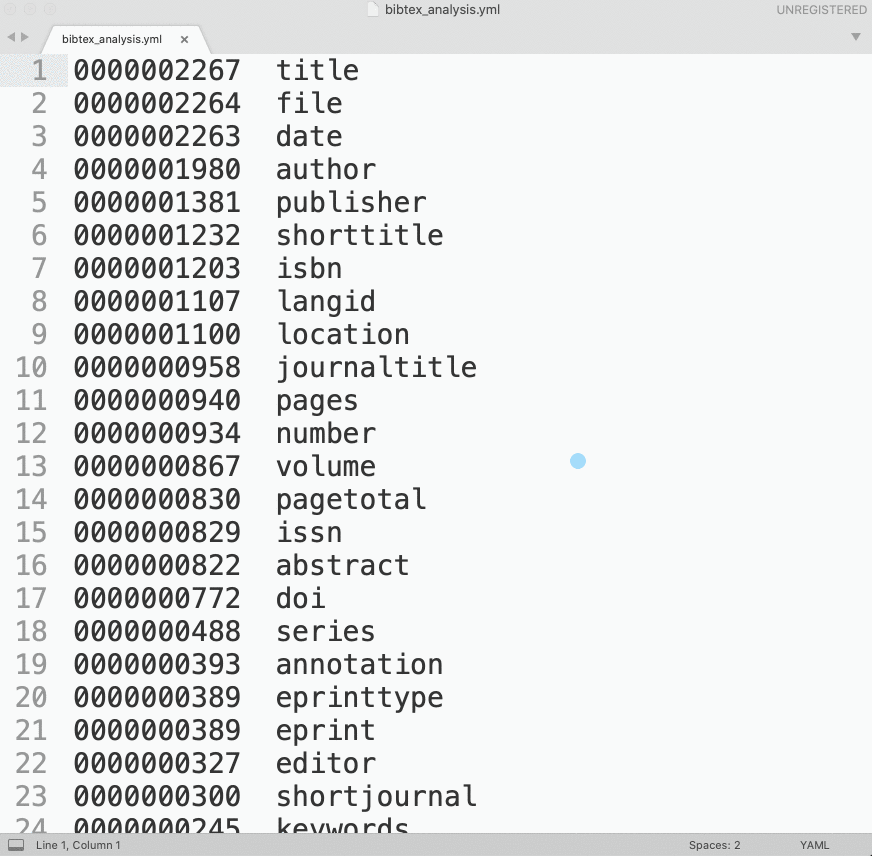 bibtex_analysis.yml
UNREGISTERED
bibtex_analysis.yml ×
1 0000002267 title
2 0000002264 file
3 0000002263 date
4 0000001980 author
5 0000001381 publisher
6 0000001232 shorttitle
7 0000001203 isbn
8 0000001107 langid
9 0000001100 location
10 0000000958 journaltitle
11 0000000940 pages
12 0000000934 number
13 0000000867 volume
14 0000000830 pagetotal
15 0000000829 issn
16 0000000822 abstract
17 0000000772 doi
18 0000000488 series
19 0000000393 annotation
20 0000000389 eprinttype
21 0000000389 eprint
22 0000000327 editor
23 0000000300 shortjournal
24 0000000245 keywords
Line 1, Column 1
Spaces: 2
YAML